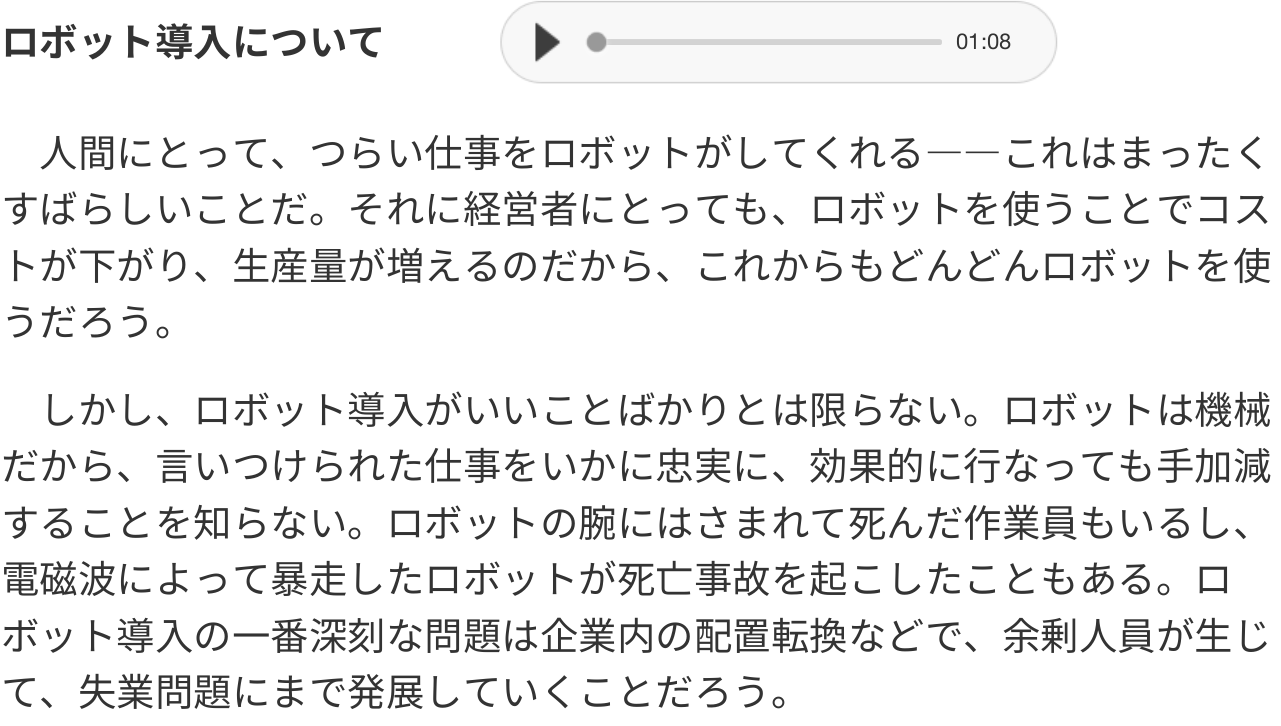 ロボット導入について
01:08
　人間にとって、つらい仕事をロボットがしてくれる――これはまったく
すばらしいことだ。それに経営者にとっても、ロボットを使うことでコス
トが下がり、生産量が増えるのだから、これからもどんどんロボットを使
うだろう。
　しかし、ロボット導入がいいことばかりとは限らない。ロボットは機械
だから、言いつけられた仕事をいかに忠実に、効果的に行なっても手加減
することを知らない。ロボットの腕にはさまれて死んだ作業員もいるし、
電磁波によって暴走したロボットが死亡事故を起こしたこともある。ロ
ボット導入の一番深刻な問題は企業内の配置転換などで、余剰人員が生じ
て、失業問題にまで発展していくことだろう。